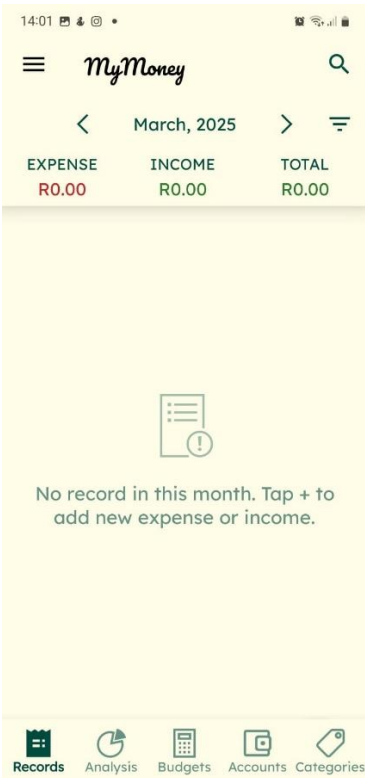 14:01
MyMoney
March, 2025
EXPENSE INCOME TOTAL
R0.00 R0.00 R0.00
No record in this month. Tap + to
add new expense or income.
Records Analysis Budgets Accounts Categories